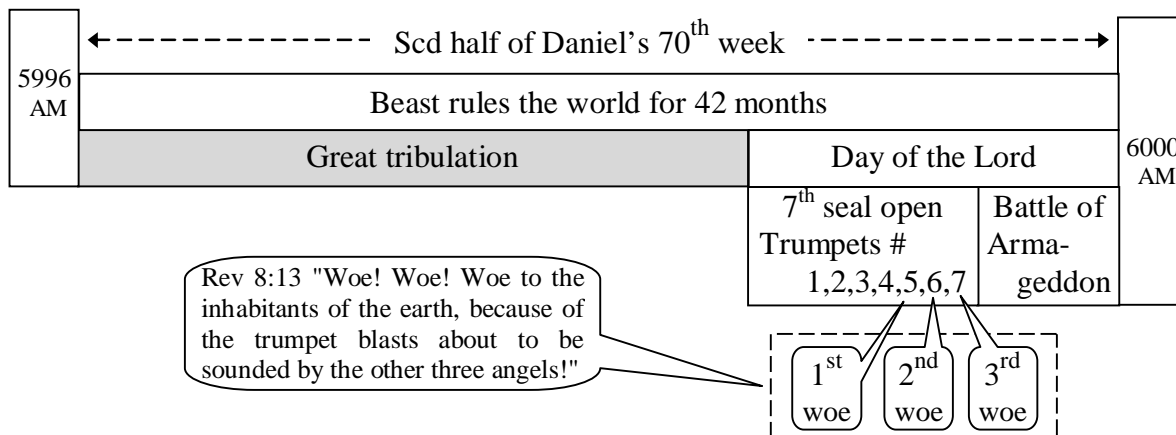 Scd half of Daniel's 70th week
5996
AM
Beast rules the world for 42 months
Great tribulation
Day of the Lord
6000
AM
7th seal open
Trumpets #
1,2,3,4,5,6,7
Battle of
Arma-
geddon
Rev 8:13 "Woe! Woe! Woe to the
inhabitants of the earth, because of
the trumpet blasts about to be
sounded by the other three angels!"
1st
woe
2nd
woe
3rd
woe